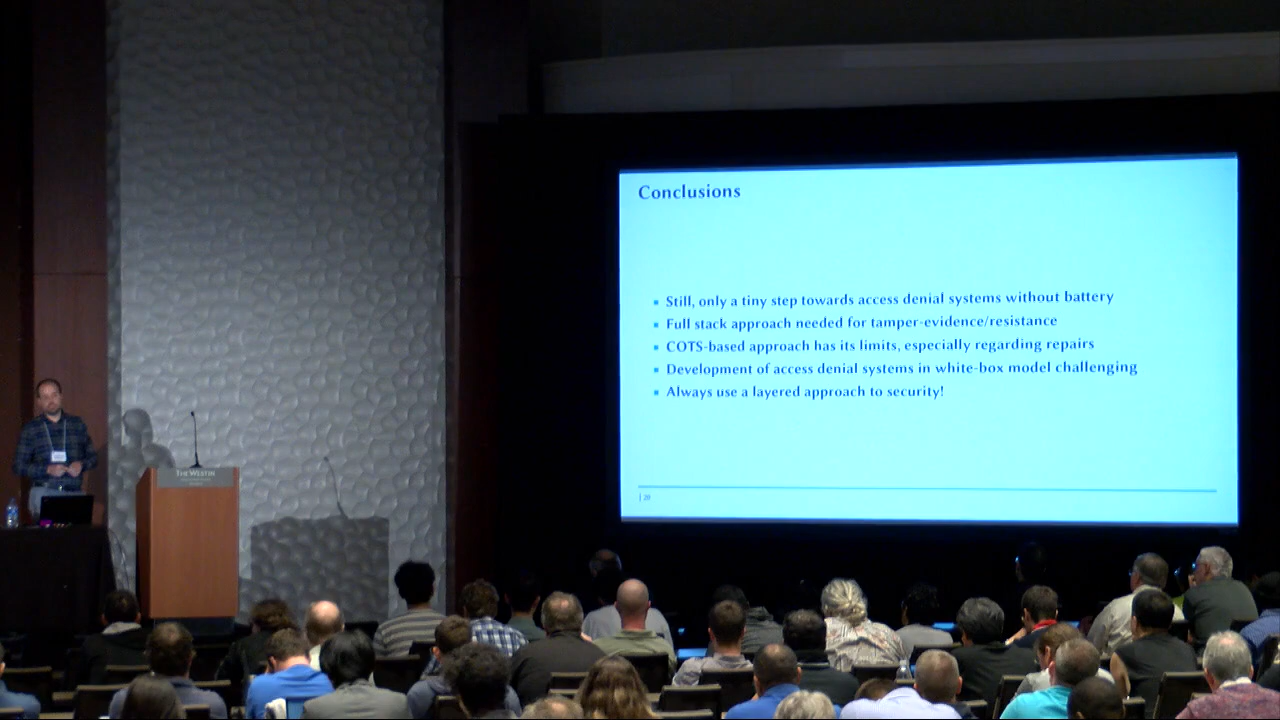 Conclusions
Still, only a tiny step towards access denial systems without battery
Full stack approach needed for tamper-evidence/resistance
COTS-based approach has its limits, especially regarding repairs
Development of access denial systems in white-box model challenging
Always use a layered approach to security!
| 20
THE WESTIN